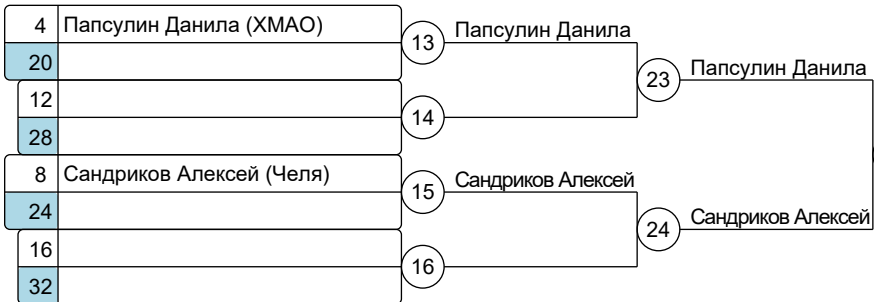 4 Папсулин Данила (ХМАО)
20
12
28
8 Сандриков Алексей (Челя)
24
16
32
13 Папсулин Данила
14
15 Сандриков Алексей
16
23 Папсулин Данила
24 Сандриков Алексей